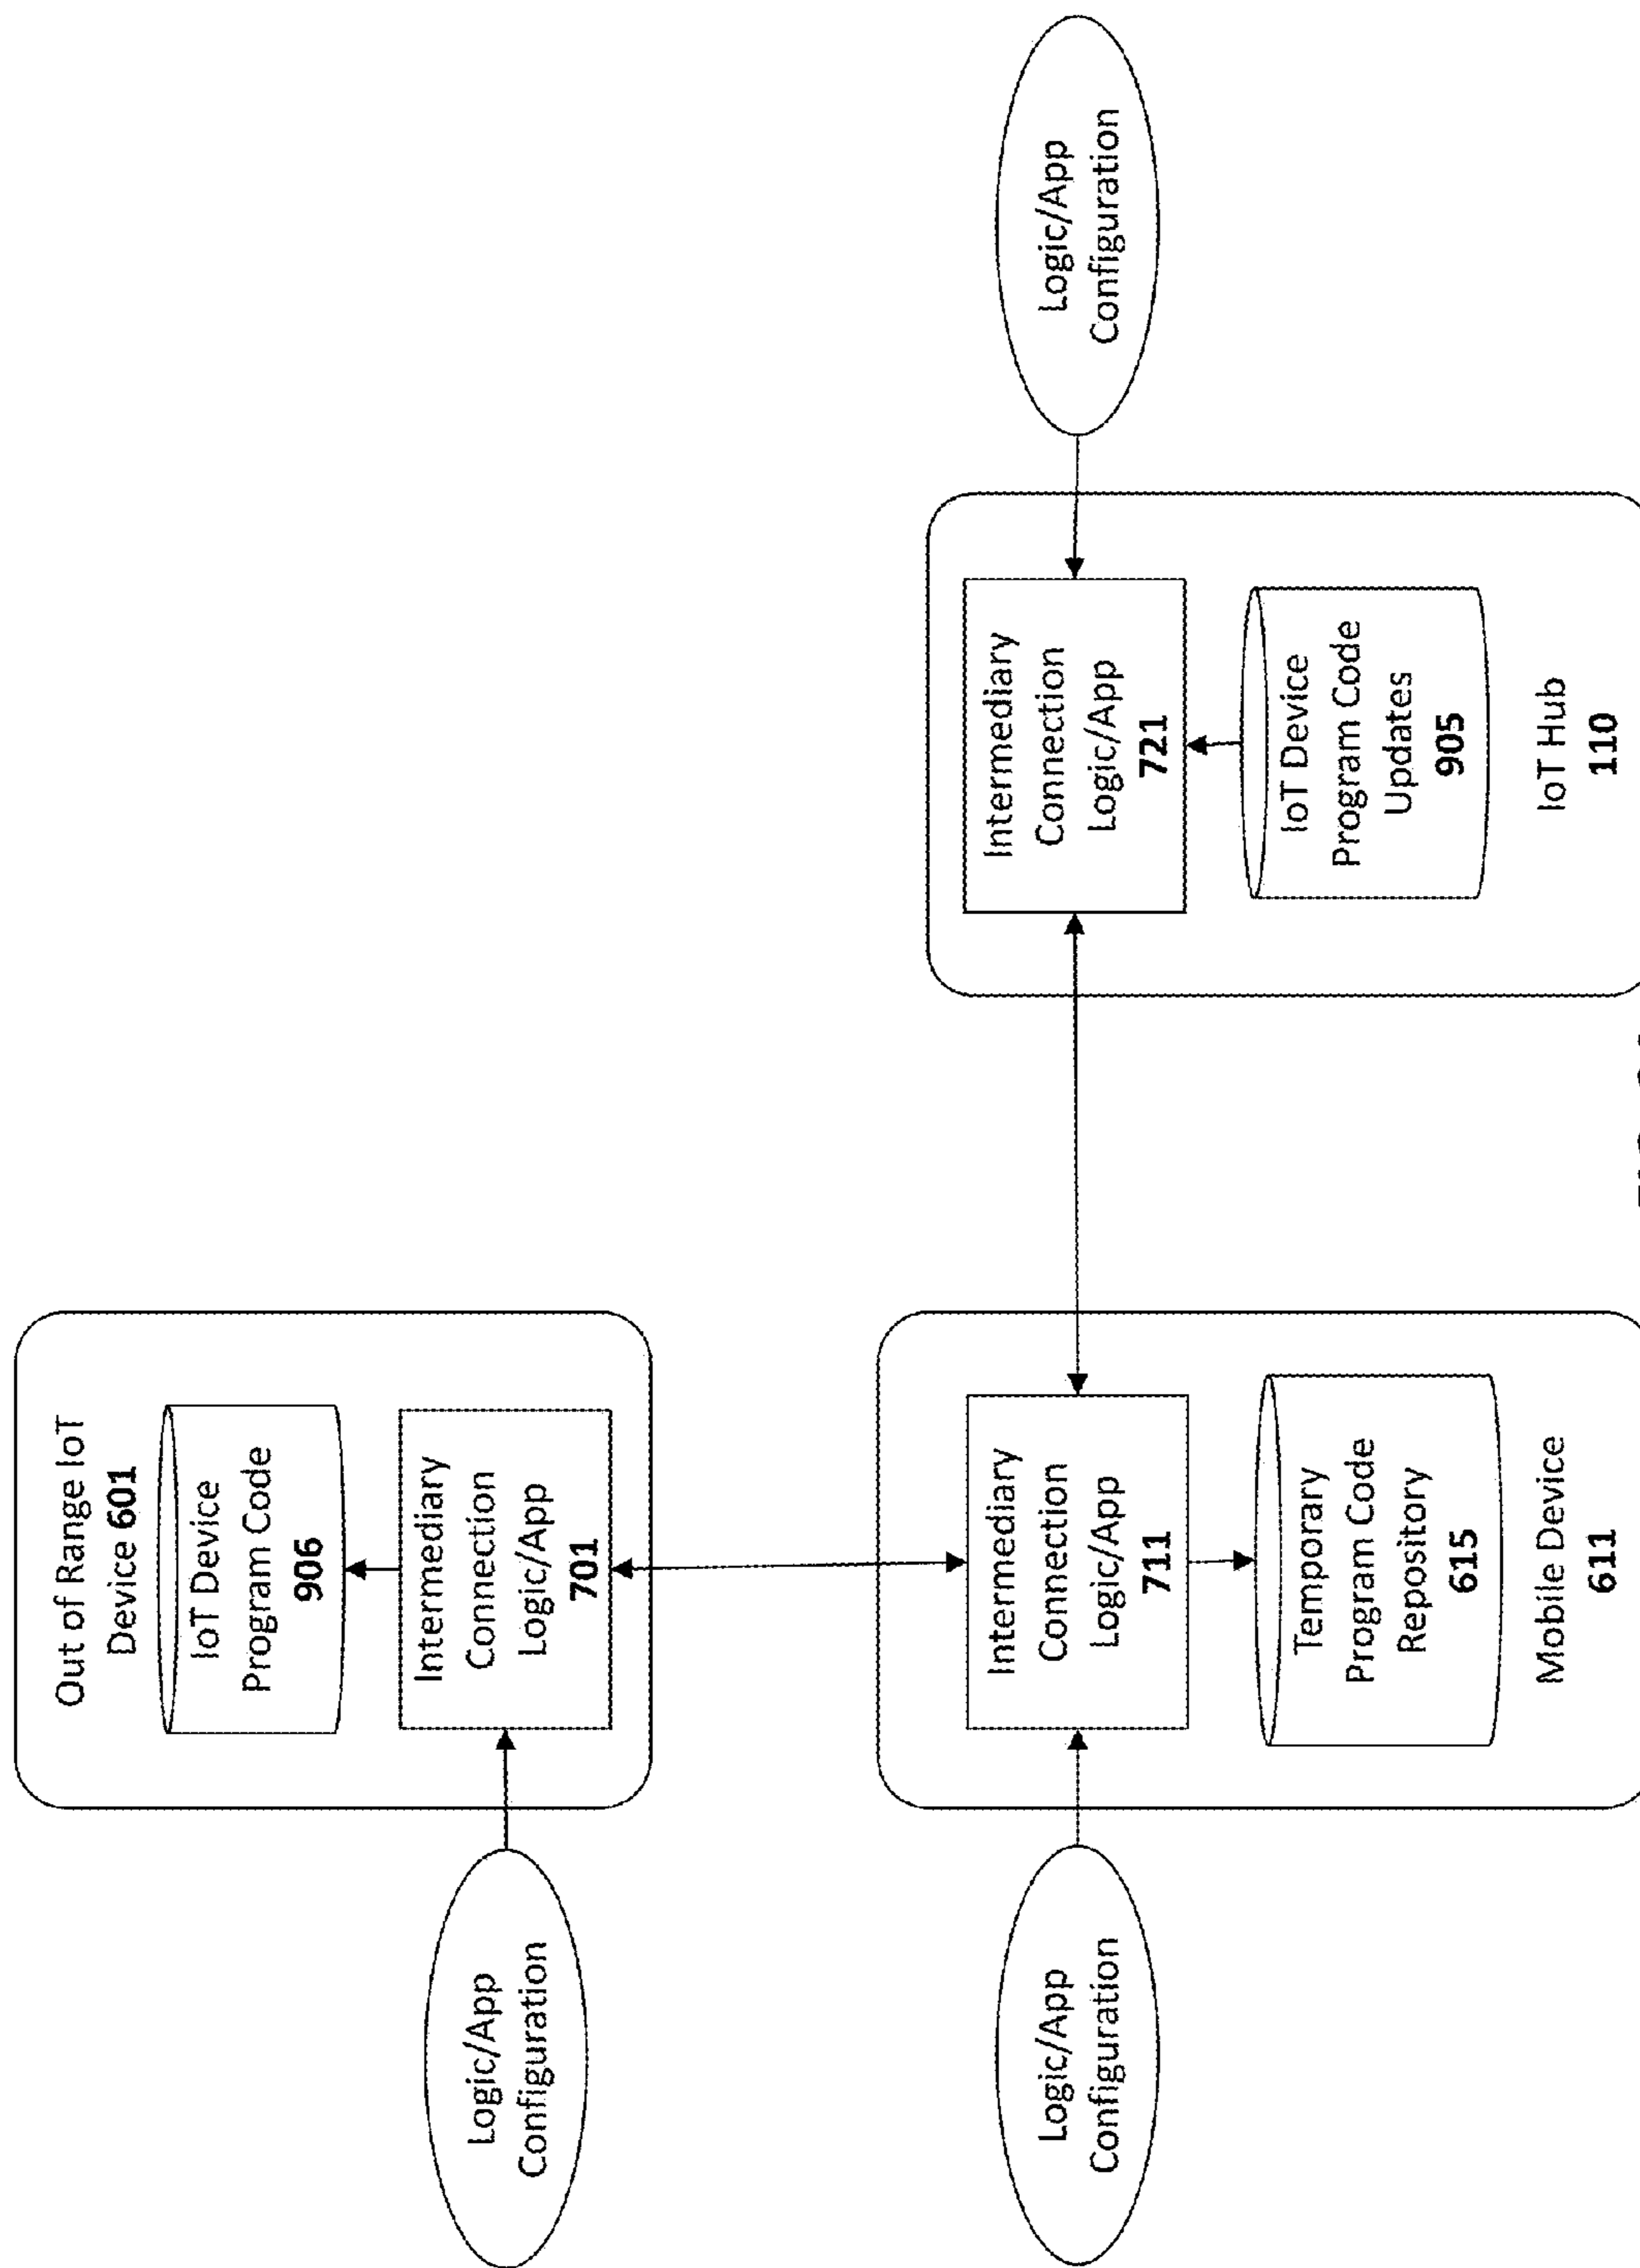 Out of Range IoT
Device 601
IoT Device
Program Code
906
Intermediary
Connection
Logic/App
701
Logic/App
Configuration
Logic/App
Configuration
Intermediary
Connection
Logic/App
711
Temporary
Program Code
Repository
615
Mobile Device
611
Intermediary
Connection
Logic/App
721
IoT Device
Program Code
Updates
905
IoT Hub
110
Logic/App
Configuration